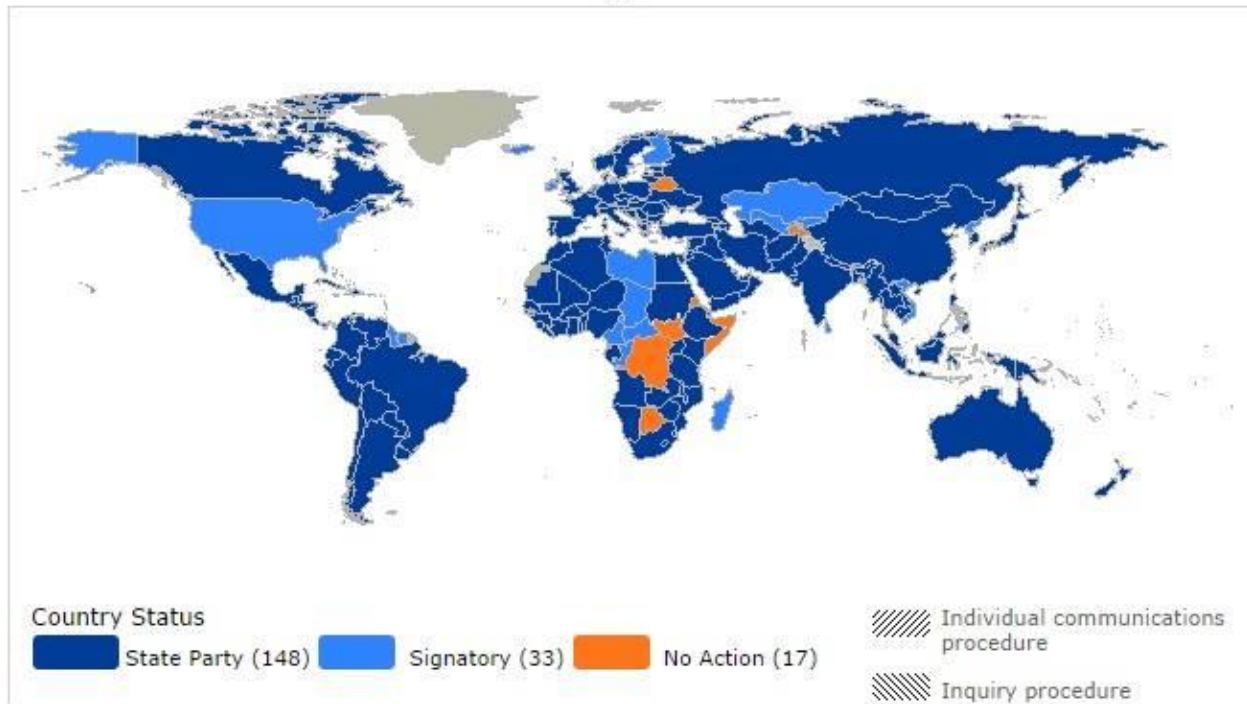 Country Status
State Party (148)
Signatory (33)
No Action (17)
Individual communications
procedure
Inquiry procedure